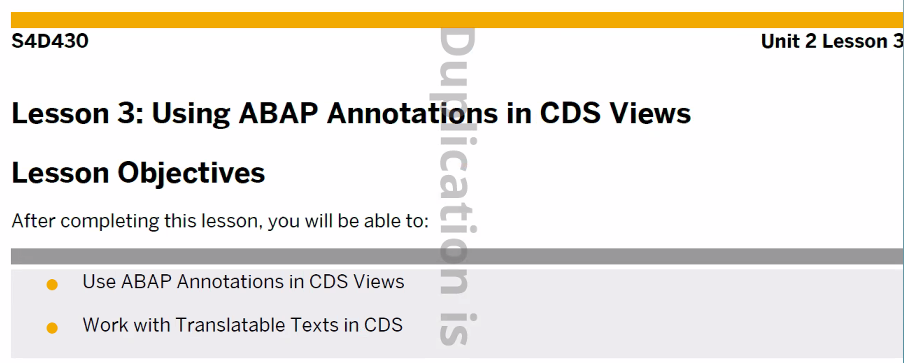 S4D430
Unit 2 Lesson 3
Lesson 3: Using ABAP Annotations in CDS Views
Lesson Objectives
After completing this lesson, you will be able to:
Use ABAP Annotations in CDS Views
Work with Translatable Texts in CDS
Duplication is